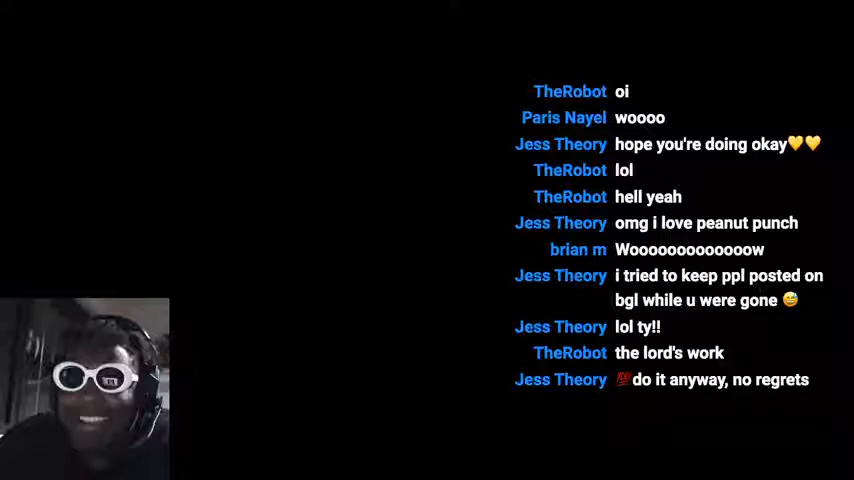 TheRobot oi
Paris Nayel woooo
Jess Theory hope you're doing okay💛💛
TheRobot lol
TheRobot hell yeah
Jess Theory omg i love peanut punch
brian m Wooooooooooooow
Jess Theory i tried to keep ppl posted on
bgl while u were gone 😅
Jess Theory lol ty!!
TheRobot the lord's work
Jess Theory 💯do it anyway, no regrets